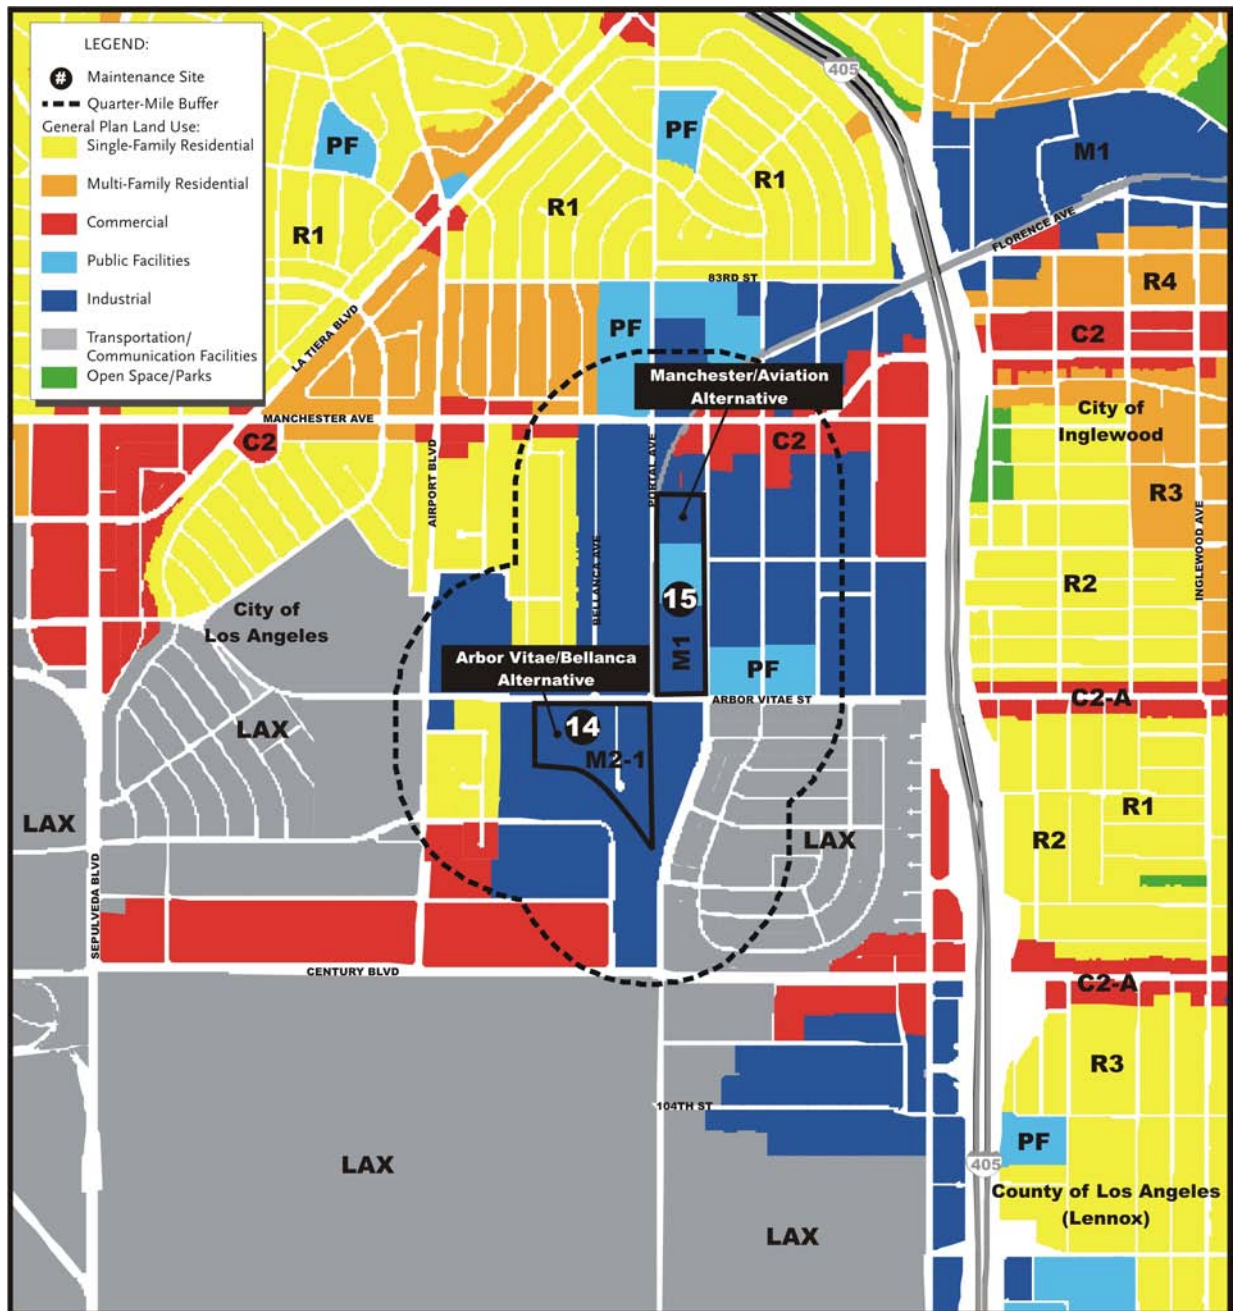 LEGEND:
# Maintenance Site
Quarter-Mile Buffer
General Plan Land Use:
Single-Family Residential
Multi-Family Residential
Commercial
Public Facilities
Industrial
Transportation/
Communication Facilities
Open Space/Parks
405
PF
PF
M1
R1
R1
R1
FLORENCE AVE
83RD ST
R4
LA TIERA BLVD
PF
C2
Manchester/Aviation
Alternative
MANCHESTER AVE
C2
C2
City of
Inglewood
AIRPORT BLVD
PORTAL AVE
R3
BELLANCA AVE
INGLEWOOD AVE
15
R2
City of
Los Angeles
M1
Arbor Vitae/Bellanca
Alternative
PF
ARBOR VITAE ST
C2-A
LAX
14
M2-1
LAX
R1
R2
LAX
SEPULVEDA BLVD
CENTURY BLVD
C2-A
R3
104TH ST
PF
LAX
405
County of Los Angeles
(Lennox)
LAX